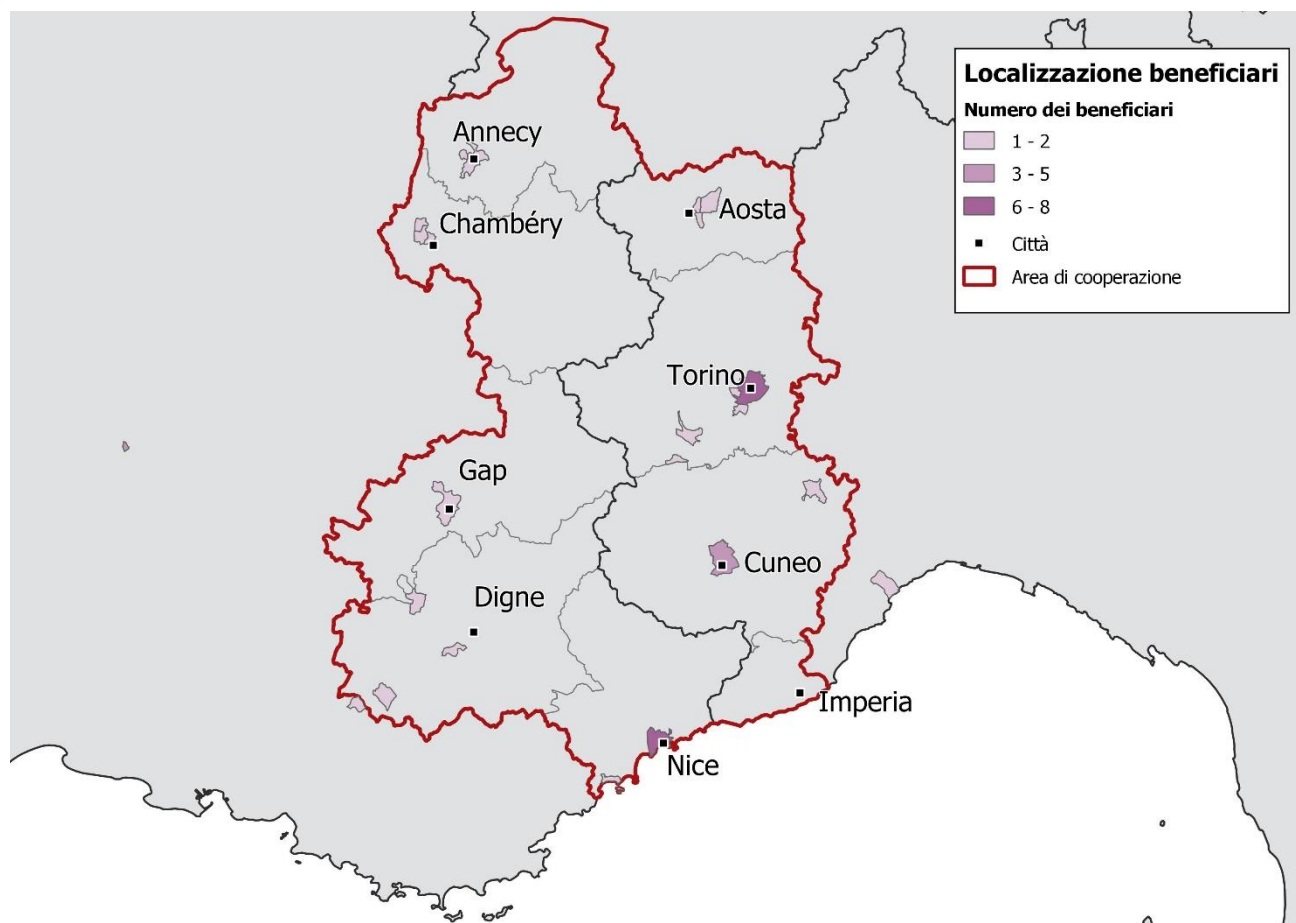 Localizzazione beneficiari
Numero dei beneficiari
1 - 2
3 - 5
6 - 8
Città
Area di cooperazione
Annecy
Chambéry
Aosta
Torino
Gap
Cuneo
Digne
Imperia
Nice